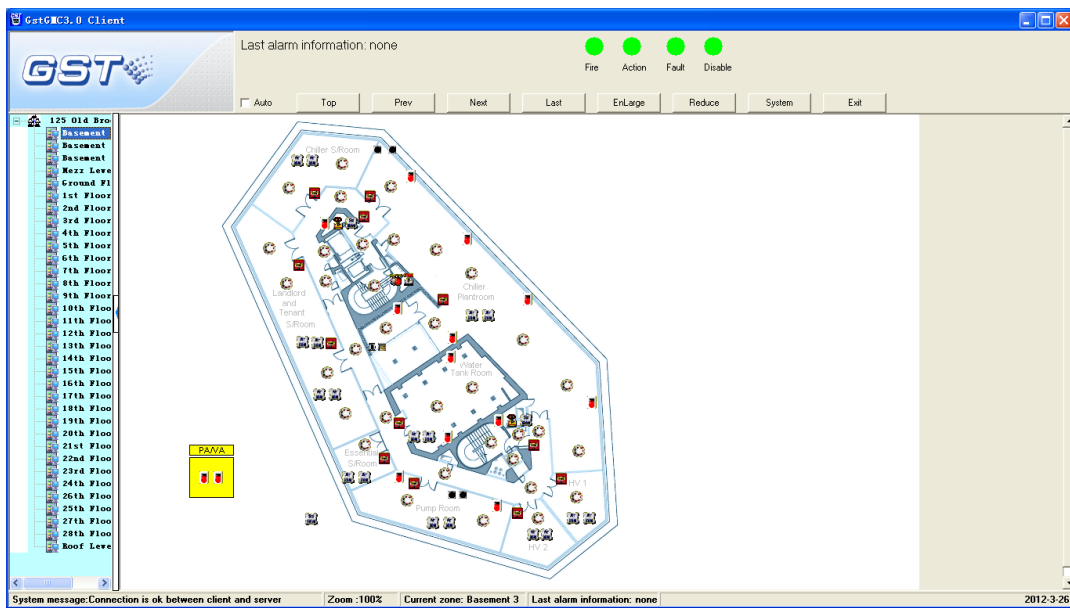 GstGMC3.0 Client
GST
Last alarm information: none
Fire Action Fault Disable
Auto Top Prev Next Last EnLarge Reduce System Exit
125 Old Bro
Basement
Basement
Basement
Mezz Leve
Ground Fl
1st Floor
2nd Floor
3rd Floor
4th Floor
5th Floor
6th Floor
7th Floor
8th Floor
9th Floor
10th Floo
11th Floo
12th Floo
13th Floo
14th Floo
15th Floo
16th Floo
17th Floo
18th Floo
19th Floo
20th Floo
21st Floo
22nd Floo
23rd Floo
24th Floo
26th Floo
25th Floo
27th Floo
28th Floo
Roof Leve
Chiller S/Room
Landlord
and
Tenant
S/Room
Chiller
Plantroom
Water
Tank Room
PA/VA
Essential
S/Room
Pump Room
HV 1
HV 2
System message:Connection is ok between client and server Zoom :100% Current zone: Basement 3 Last alarm information: none 2012-3-26